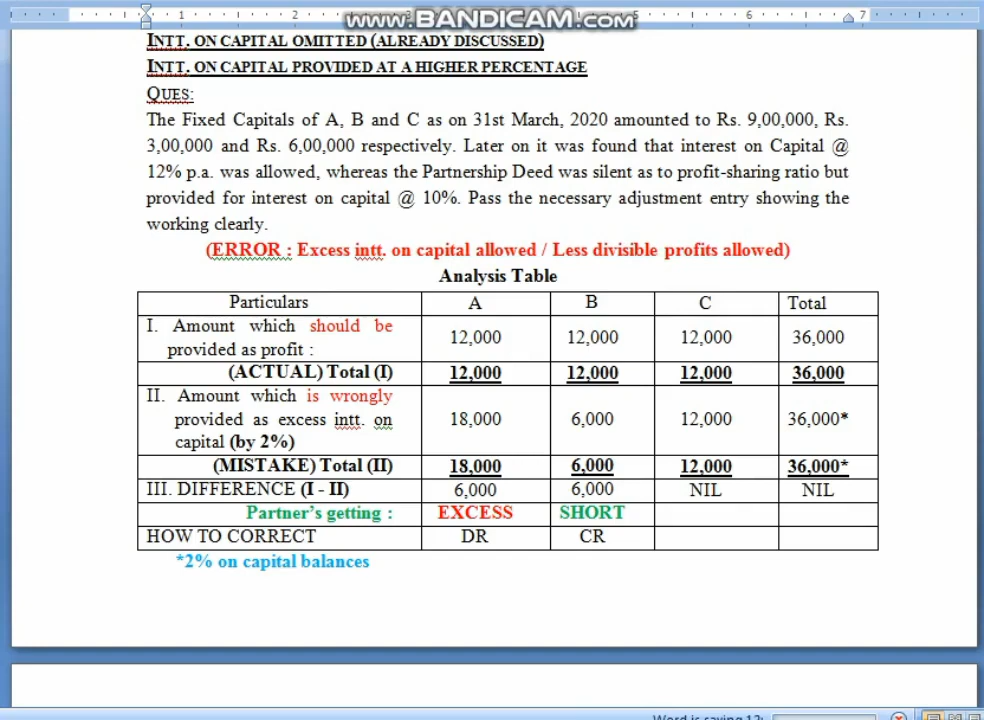 1 2 5 6 7
www.BANDICAM.com
INTT. ON CAPITAL OMITTED (ALREADY DISCUSSED)
INTT. ON CAPITAL PROVIDED AT A HIGHER PERCENTAGE
QUES:
The Fixed Capitals of A, B and C as on 31st March, 2020 amounted to Rs. 9,00,000, Rs.
3,00,000 and Rs. 6,00,000 respectively. Later on it was found that interest on Capital @
12% p.a. was allowed, whereas the Partnership Deed was silent as to profit-sharing ratio but
provided for interest on capital @ 10%. Pass the necessary adjustment entry showing the
working clearly.
(ERROR : Excess intt. on capital allowed / Less divisible profits allowed)
Analysis Table
Particulars A B C Total
I. Amount which should be
provided as profit : 12,000 12,000 12,000 36,000
(ACTUAL) Total (I) 12,000 12,000 12,000 36,000
II. Amount which is wrongly
provided as excess intt. on 18,000 6,000 12,000 36,000*
capital (by 2%)
(MISTAKE) Total (II) 18,000 6,000 12,000 36,000*
III. DIFFERENCE (I - II) 6,000 6,000 NIL NIL
Partner's getting : EXCESS SHORT
HOW TO CORRECT DR CR
*2% on capital balances